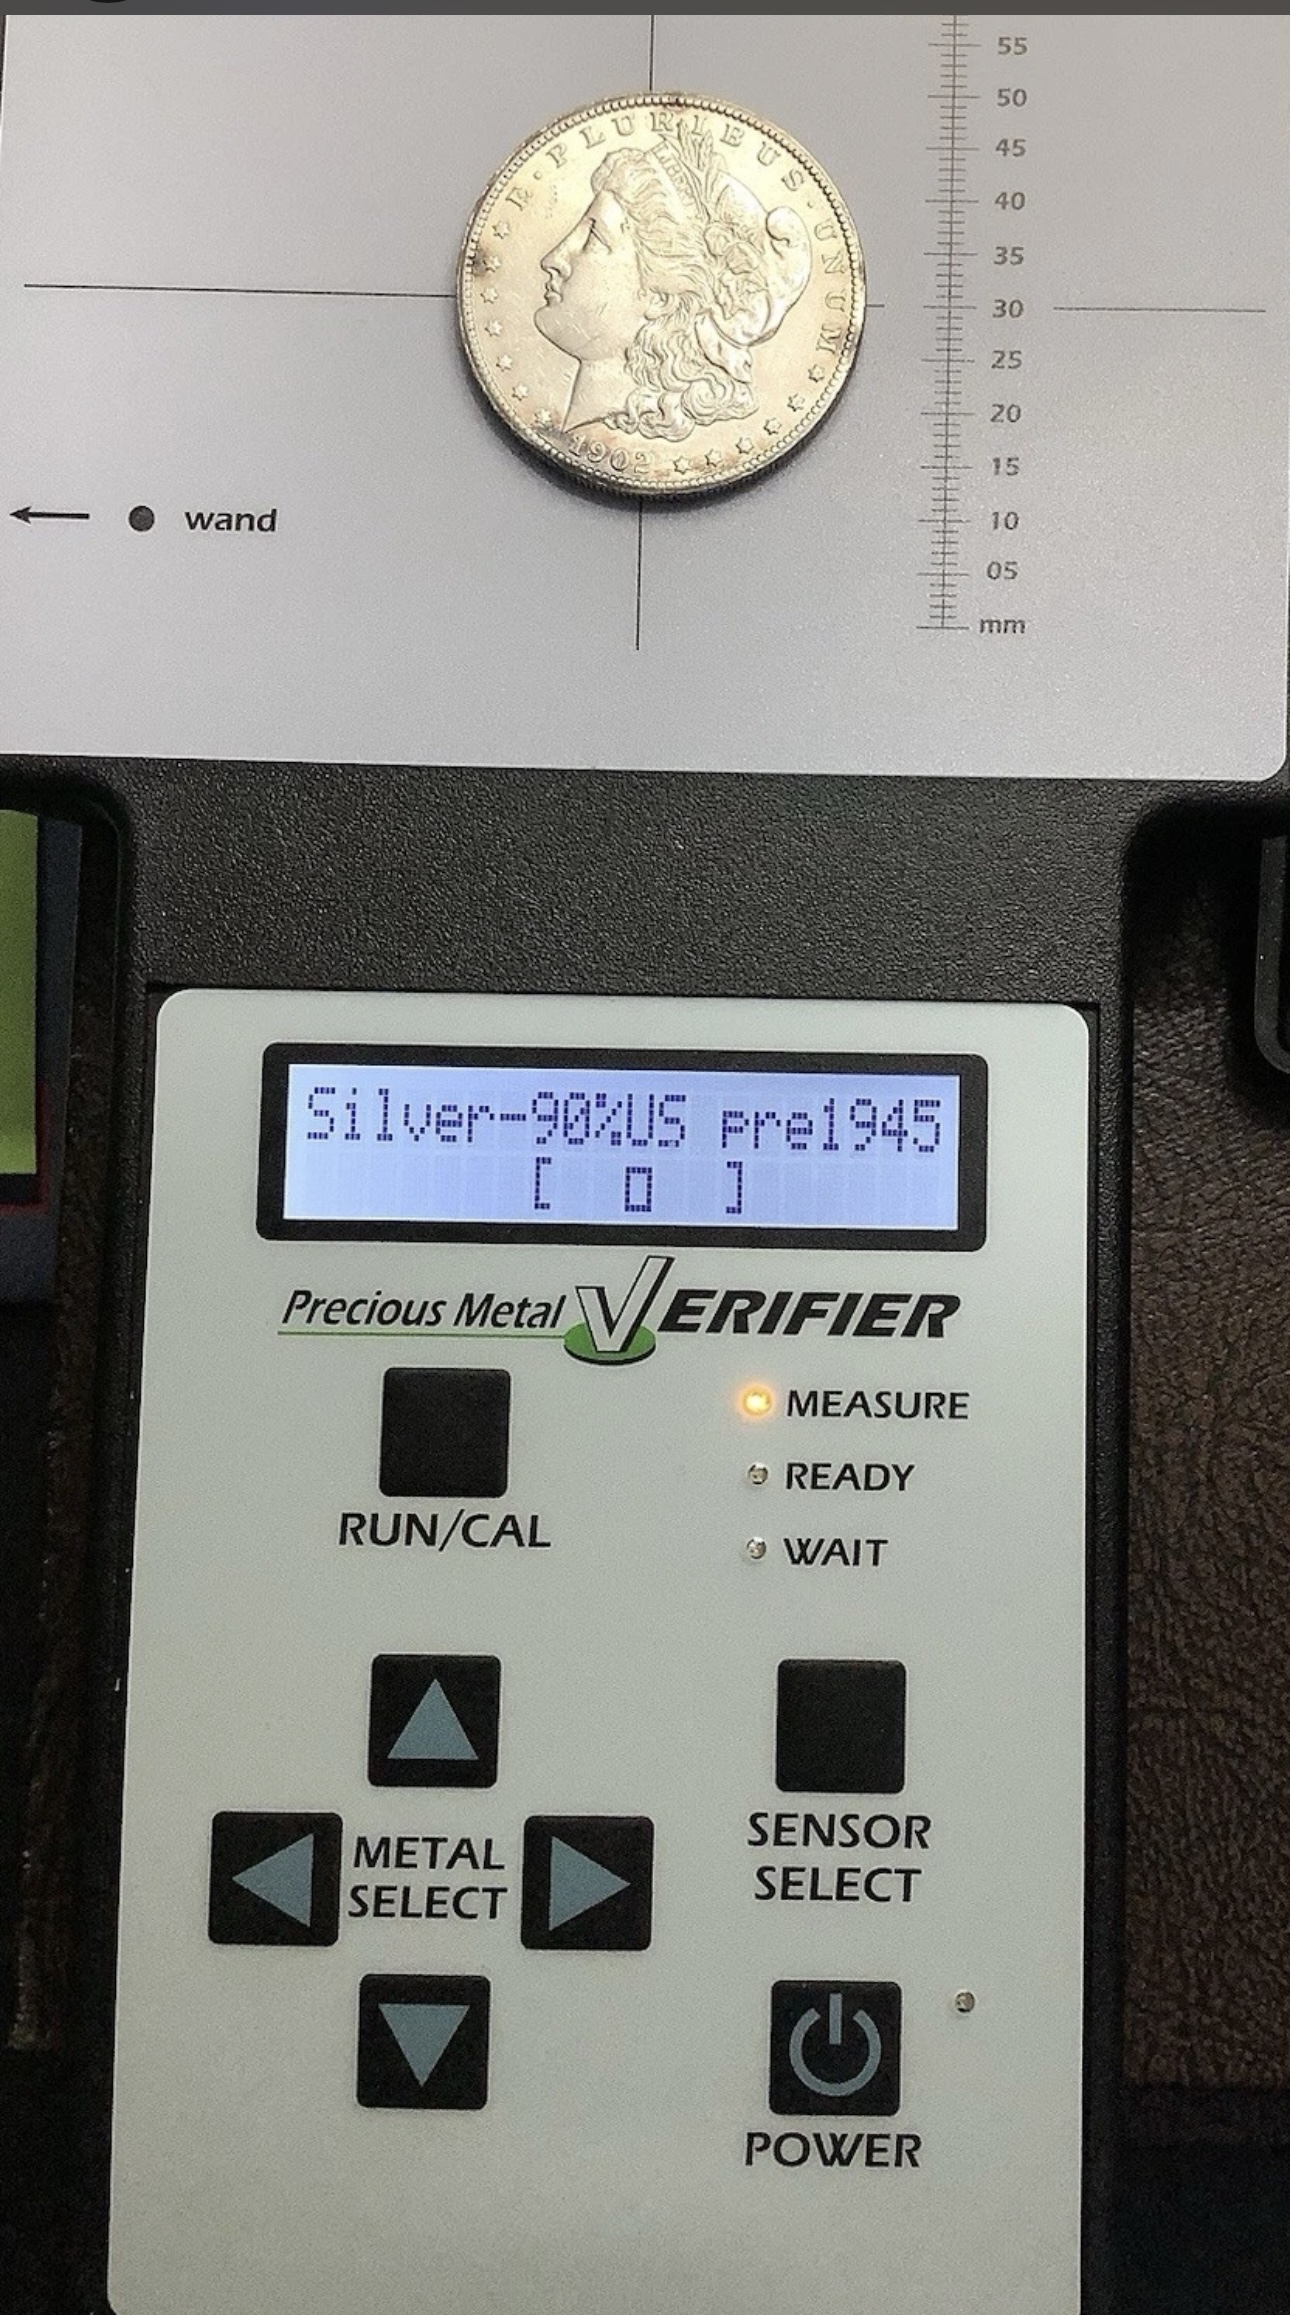 55
50
45
40
35
30
25
20
15
10
05
mm
E · PLURIBUS · UNUM
1902
wand
Silver-90%US pre1945
[ 0 ]
Precious Metal VERIFIER
MEASURE
READY
WAIT
RUN/CAL
METAL
SELECT
SENSOR
SELECT
POWER